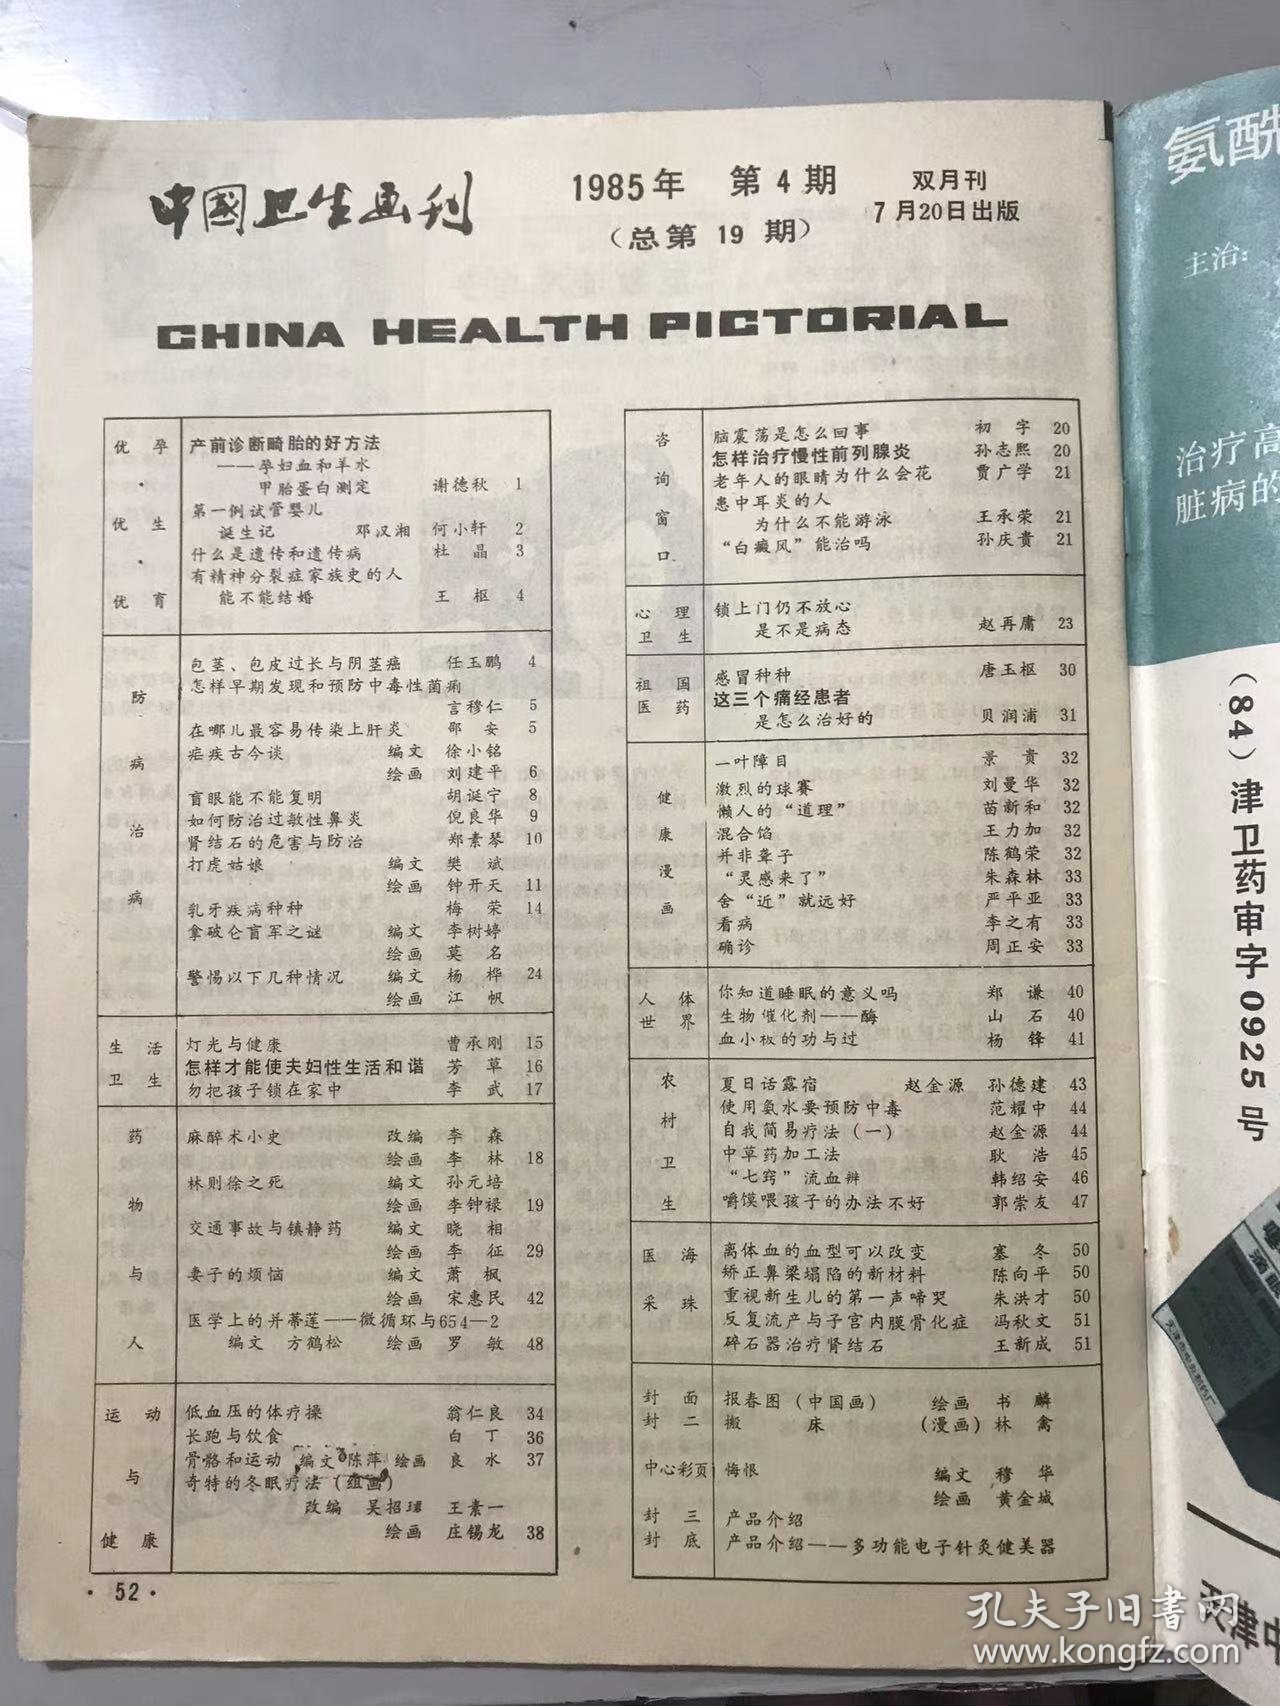 中國卫生画刊
1985年 第4期
(总第19期)
双月刊
7月20日出版
CHINA HEALTH PICTORIAL
优孕·优生·优育
产前诊断畸胎的好方法
——孕妇血和羊水
甲胎蛋白测定 谢德秋 1
第一例试管婴儿
诞生记 邓汉湘 何小轩 2
什么是遗传和遗传病 杜晶 3
有精神分裂症家族史的人
能不能结婚 王枢 4
防病治病
包茎、包皮过长与阴茎癌 任玉鹏 4
怎样早期发现和预防中毒性菌痢
言穆仁 5
在哪儿最容易传染上肝炎 邵安 5
疟疾古今谈 编文 徐小铭
绘画 刘建平 6
盲眼能不能复明 胡诞宁 8
如何防治过敏性鼻炎 倪良华 9
肾结石的危害与防治 郑素琴 10
打虎姑娘 编文 樊斌
绘画 钟开天 11
乳牙疾病种种 梅荣 14
拿破仑盲军之谜 编文 李树婷
绘画 莫名
警惕以下几种情况 编文 杨桦 24
绘画 江帆
生活卫生
灯光与健康 曹承刚 15
怎样才能使夫妇性生活和谐 芳草 16
勿把孩子锁在家中 李武 17
药物与人
麻醉术小史 改编 李森
绘画 李林 18
林则徐之死 编文 孙元培
绘画 李钟禄 19
交通事故与镇静药 编文 晓相
绘画 李征 29
妻子的烦恼 编文 萧枫
绘画 宋惠民 42
医学上的并蒂莲——微循环与654—2
编文 方鹤松 绘画 罗敏 48
运动与健康
低血压的体疗操 翁仁良 34
长跑与饮食 白丁 36
骨骼和运动 编文 陈萍 绘画 良水 37
奇特的冬眠疗法(组画)
改编 吴招 王素一
绘画 庄锡龙 38
·52·
咨询窗口
脑震荡是怎么回事 初字 20
怎样治疗慢性前列腺炎 孙志熙 20
老年人的眼睛为什么会花 贾广学 21
患中耳炎的人
为什么不能游泳 王承荣 21
“白癜风”能治吗 孙庆贵 21
心理卫生
锁上门仍不放心
是不是病态 赵再庸 23
祖国医药
感冒种种 唐玉枢 30
这三个痛经患者
是怎么治好的 贝润浦 31
健康漫画
一叶障目 景贵 32
激烈的球赛 刘曼华 32
懒人的“道理” 苗新和 32
混合馅 王力加 32
并非聋子 陈鹤荣 32
“灵感来了” 朱森林 33
舍“近”就远好 严平亚 33
看病 李之有 33
确诊 周正安 33
人体世界
你知道睡眠的意义吗 郑谦 40
生物催化剂——酶 山石 40
血小板的功与过 杨锋 41
农村卫生
夏日话露宿 赵金源 孙德建 43
使用氨水要预防中毒 范耀中 44
自我简易疗法(一) 赵金源 44
中草药加工法 耿浩 45
“七窍”流血辨 韩绍安 46
嚼馍喂孩子的办法不好 郭崇友 47
医海采珠
离体血的血型可以改变 塞冬 50
矫正鼻梁塌陷的新材料 陈向平 50
重视新生儿的第一声啼哭 朱洪才 50
反复流产与子宫内膜骨化症 冯秋文 51
碎石器治疗肾结石 王新成 51
封面 报春图(中国画) 绘画 书麟
封二 搬床 (漫画)林禽
中心彩页 悔恨 编文 穆华
绘画 黄金城
封三 产品介绍
封底 产品介绍——多功能电子针灸健美器
氨酰
主治:
治疗高
脏病的
(84)津卫药审字0925号
天津中
孔夫子旧书网
www.kongfz.com